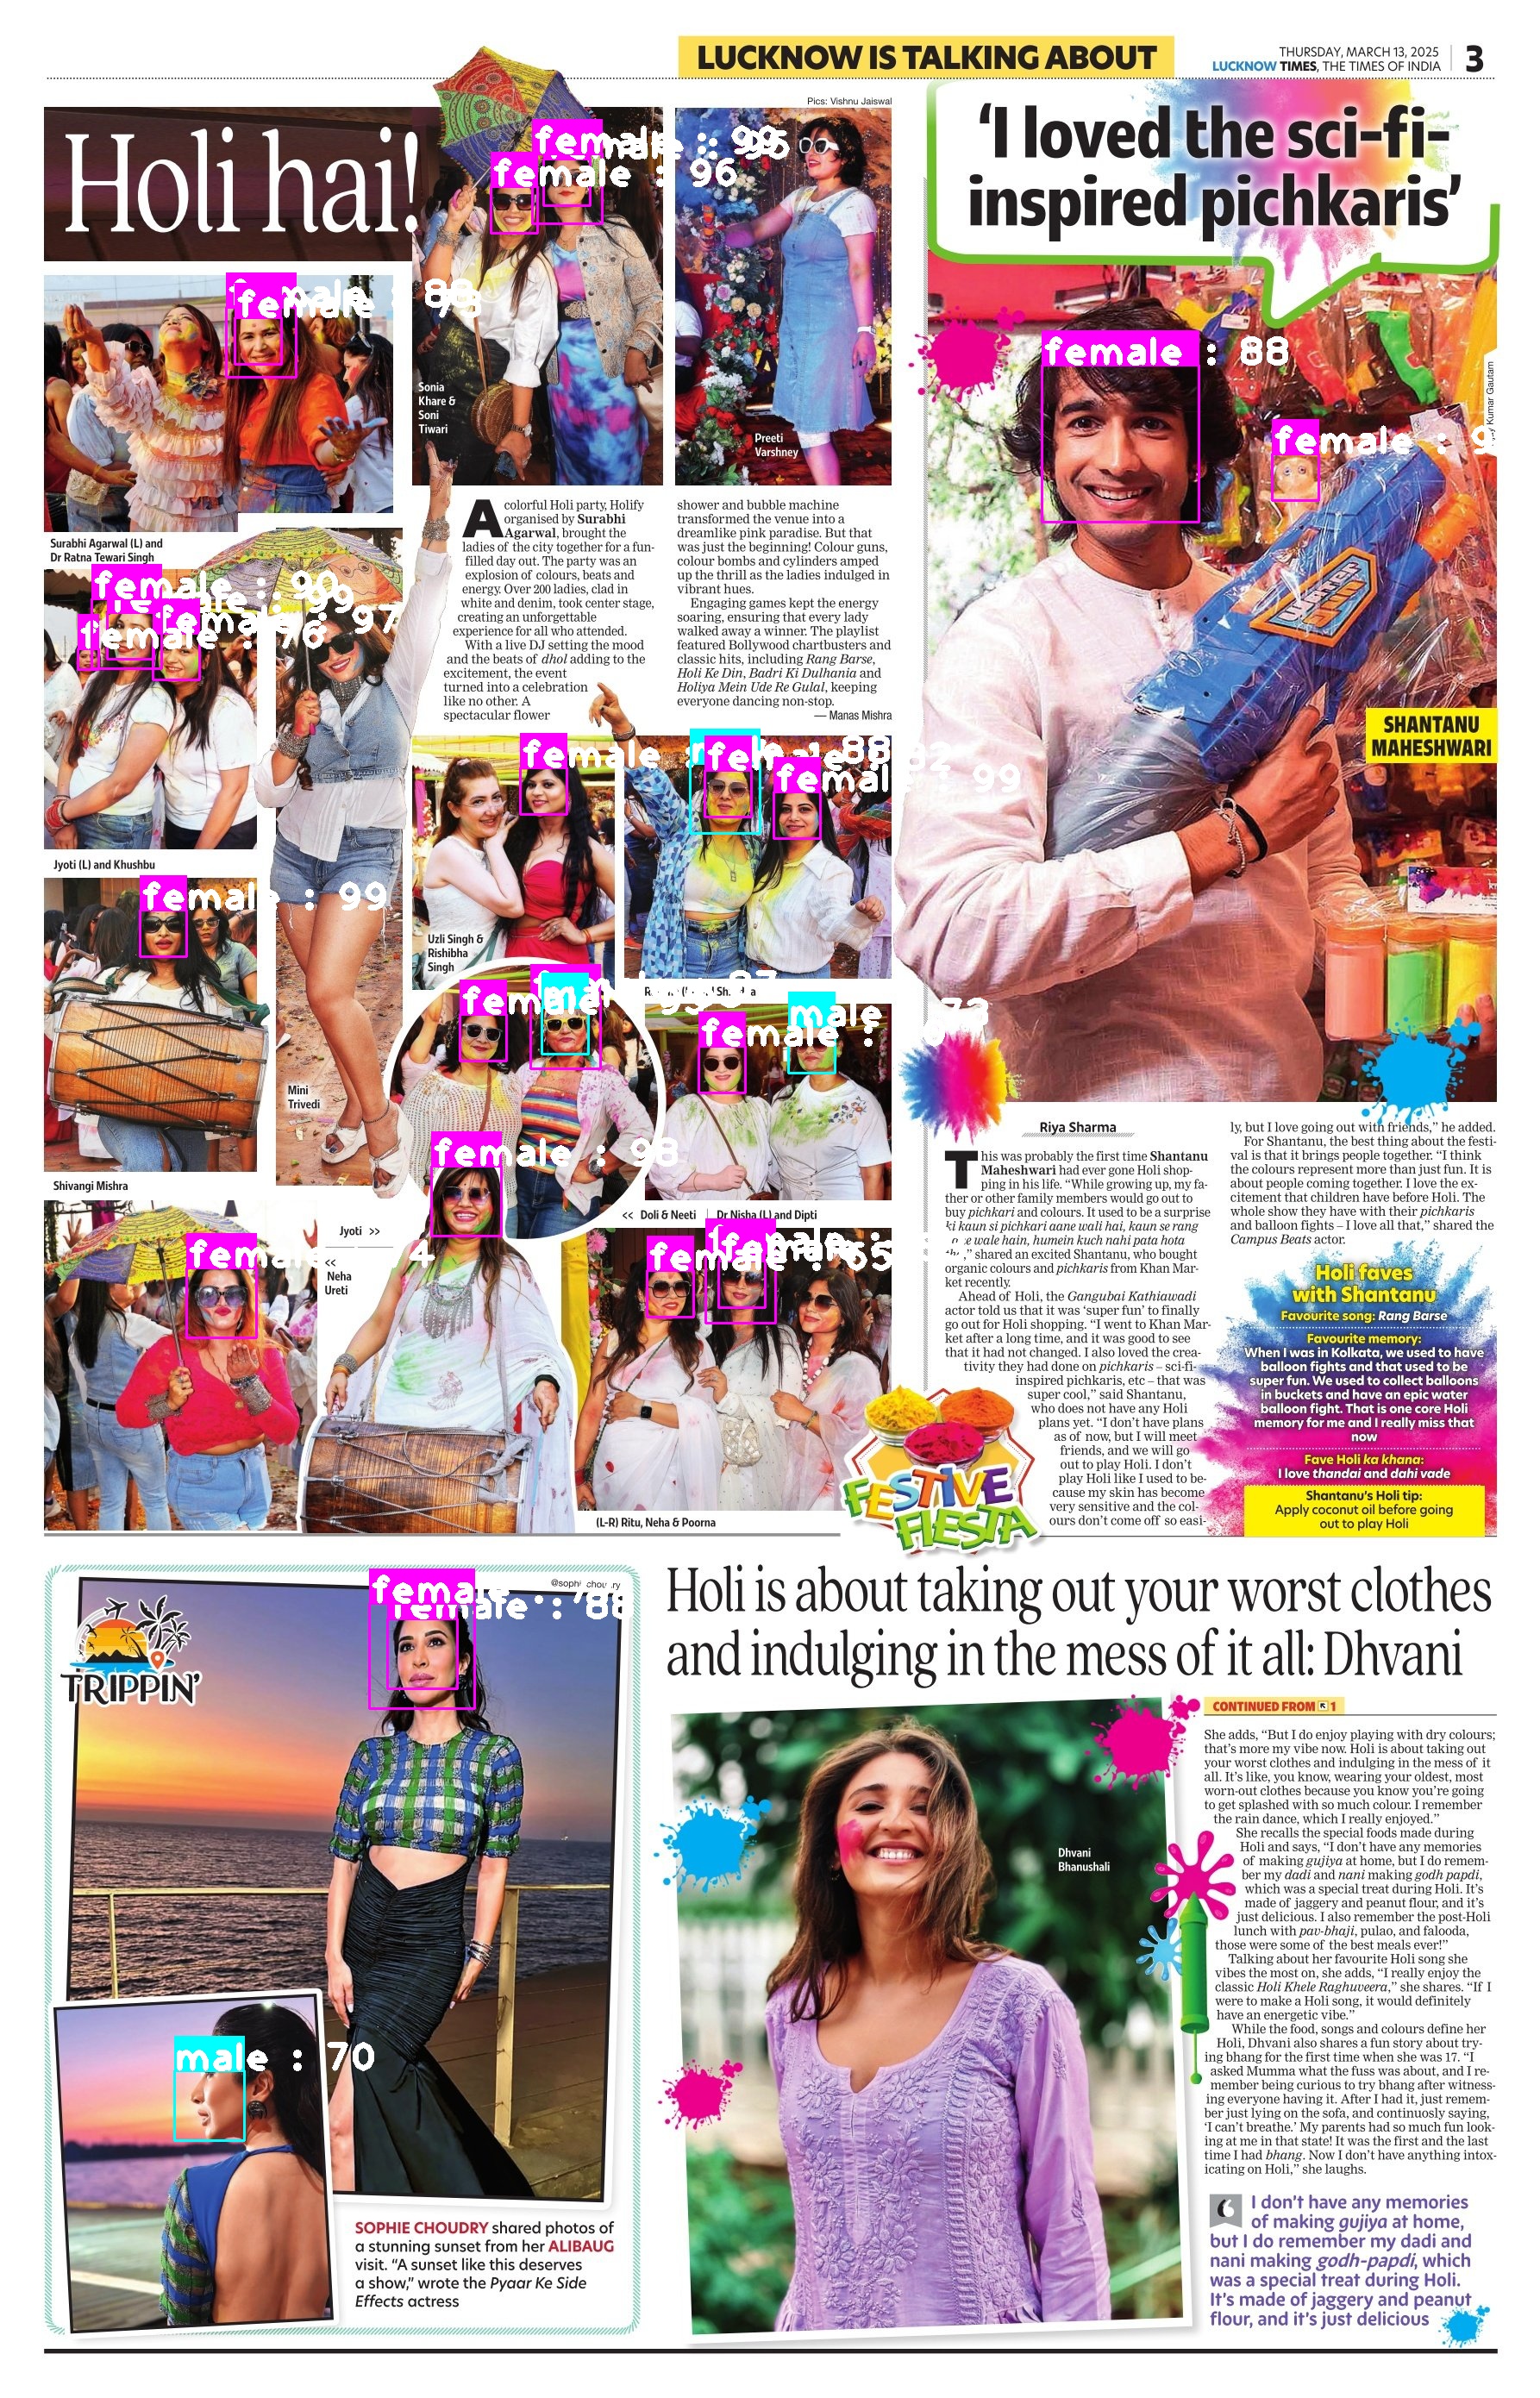 LUCKNOW IS TALKING ABOUT
THURSDAY, MARCH 13, 2025
LUCKNOW TIMES, THE TIMES OF INDIA
3
Holi hai!
Pics: Vishnu Jaiswal
female : 99
female : 96
female : 88
Sonia
Khare &
Soni
Tiwari
Preeti
Varshney
Surabhi Agarwal (L) and
Dr Ratna Tewari Singh
female : 90
female : 97
female : 76
A colorful Holi party, Holify
organised by Surabhi
Agarwal, brought the
ladies of the city together for a fun-
filled day out. The party was an
explosion of colours, beats and
energy. Over 200 ladies, clad in
white and denim, took center stage,
creating an unforgettable
experience for all who attended.
With a live DJ setting the mood
and the beats of dhol adding to the
excitement, the event
turned into a celebration
like no other. A
spectacular flower
shower and bubble machine
transformed the venue into a
dreamlike pink paradise. But that
was just the beginning! Colour guns,
colour bombs and cylinders amped
up the thrill as the ladies indulged in
vibrant hues.
Engaging games kept the energy
soaring, ensuring that every lady
walked away a winner. The playlist
featured Bollywood chartbusters and
classic hits, including Rang Barse,
Holi Ke Din, Badri Ki Dulhania and
Holiya Mein Ude Re Gulal, keeping
everyone dancing non-stop.
— Manas Mishra
Jyoti (L) and Khushbu
female : 99
female
female : 99
Uzli Singh &
Rishibha
Singh
Mini
Trivedi
female
male
female :
Shivangi Mishra
female : 98
<< Doli & Neeti
Dr Nisha (L) and Dipti
Jyoti >>
<<
Neha
Ureti
female
female : 65
(L-R) Ritu, Neha & Poorna
'I loved the sci-fi-
inspired pichkaris'
female : 88
female : 9
Kumar Gautam
water
SHANTANU
MAHESHWARI
Riya Sharma
This was probably the first time Shantanu
Maheshwari had ever gone Holi shop-
ping in his life. "While growing up, my fa-
ther or other family members would go out to
buy pichkari and colours. It used to be a surprise
ki kaun si pichkari aane wali hai, kaun se rang
wale hain, humein kuch nahi pata hota
shared an excited Shantanu, who bought
organic colours and pichkaris from Khan Mar-
ket recently.
Ahead of Holi, the Gangubai Kathiawadi
actor told us that it was 'super fun' to finally
go out for Holi shopping. "I went to Khan Mar-
ket after a long time, and it was good to see
that it had not changed. I also loved the crea-
tivity they had done on pichkaris – sci-fi-
inspired pichkaris, etc – that was
super cool," said Shantanu,
who does not have any Holi
plans yet. "I don't have plans
as of now, but I will meet
friends, and we will go
out to play Holi. I don't
play Holi like I used to be-
cause my skin has become
very sensitive and the col-
ours don't come off so easi-
ly, but I love going out with friends," he added.
For Shantanu, the best thing about the festi-
val is that it brings people together. "I think
the colours represent more than just fun. It is
about people coming together. I love the ex-
citement that children have before Holi. The
whole show they have with their pichkaris
and balloon fights – I love all that," shared the
Campus Beats actor.
Holi faves
with Shantanu
Favourite song: Rang Barse
Favourite memory:
When I was in Kolkata, we used to have
balloon fights and that used to be
super fun. We used to collect balloons
in buckets and have an epic water
balloon fight. That is one core Holi
memory for me and I really miss that
now
Fave Holi ka khana:
I love thandai and dahi vade
Shantanu's Holi tip:
Apply coconut oil before going
out to play Holi
FESTIVE
FIESTA
TRIPPIN'
female
female : 88
male : 70
SOPHIE CHOUDRY shared photos of
a stunning sunset from her ALIBAUG
visit. "A sunset like this deserves
a show," wrote the Pyaar Ke Side
Effects actress
Holi is about taking out your worst clothes
and indulging in the mess of it all: Dhvani
Dhvani
Bhanushali
CONTINUED FROM 1
She adds, "But I do enjoy playing with dry colours;
that's more my vibe now. Holi is about taking out
your worst clothes and indulging in the mess of it
all. It's like, you know, wearing your oldest, most
worn-out clothes because you know you're going
to get splashed with so much colour. I remember
the rain dance, which I really enjoyed."
She recalls the special foods made during
Holi and says, "I don't have any memories
of making gujiya at home, but I do remem-
ber my dadi and nani making godh papdi,
which was a special treat during Holi. It's
made of jaggery and peanut flour, and it's
just delicious. I also remember the post-Holi
lunch with pav-bhaji, pulao, and falooda,
those were some of the best meals ever!"
Talking about her favourite Holi song she
vibes the most on, she adds, "I really enjoy the
classic Holi Khele Raghuveera," she shares. "If I
were to make a Holi song, it would definitely
have an energetic vibe."
While the food, songs and colours define her
Holi, Dhvani also shares a fun story about try-
ing bhang for the first time when she was 17. "I
asked Mumma what the fuss was about, and I re-
member being curious to try bhang after witness-
ing everyone having it. After I had it, just remem-
ber just lying on the sofa, and continuosly saying,
'I can't breathe.' My parents had so much fun look-
ing at me in that state! It was the first and the last
time I had bhang. Now I don't have anything intox-
icating on Holi," she laughs.
I don't have any memories
of making gujiya at home,
but I do remember my dadi and
nani making godh-papdi, which
was a special treat during Holi.
It's made of jaggery and peanut
flour, and it's just delicious